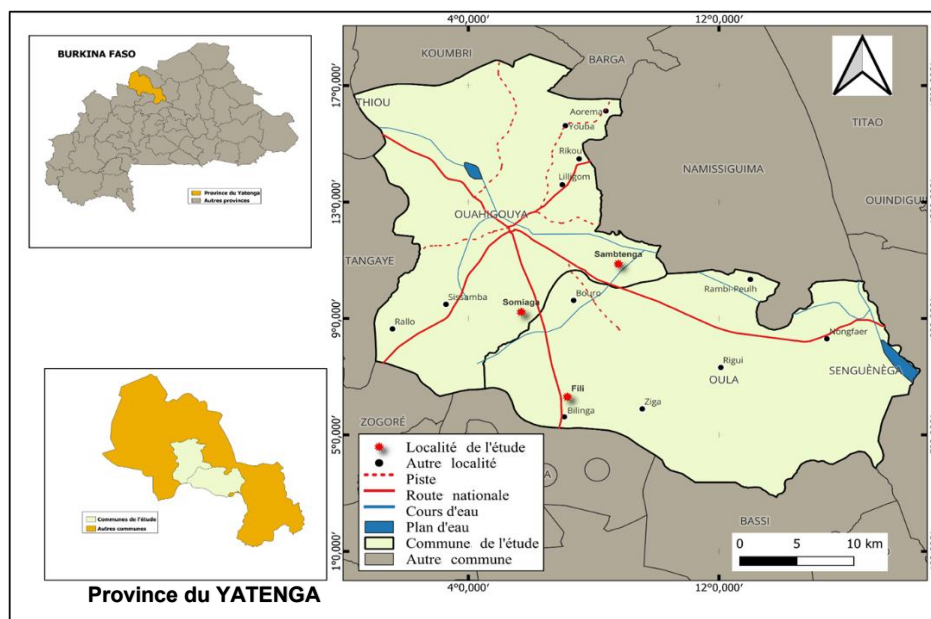 BURKINA FASO
Province du Yatenga
Autres provinces
Communes de l'étude
Autres communes
Province du YATENGA
4°0,000' 12°0,000'
KOUMBRI
BARGA
THIOU
TITAO
Aorema
Youba
Rikou
Lilligom
NAMISSIGUIMA
OUINDIGUI
OUAHIGOUYA
TANGAYE
Sambtenga
Rambi-Peulh
Sissamba
Somiaga
Bouro
Rallo
Nongfaer
Rigui
OULA
SENGUÈNÈGA
Fili
Bilinga
Ziga
ZOGORÉ
BASSI
17°0,000'
13°0,000'
9°0,000'
5°0,000'
1°0,000'
Localité de l'étude
Autre localité
Piste
Route nationale
Cours d'eau
Plan d'eau
Commune de l'étude
Autre commune
0 5 10 km
4°0,000' 12°0,000'